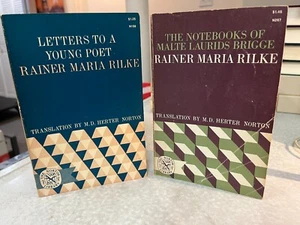 LETTERS TO A
YOUNG POET
RAINER MARIA RILKE
TRANSLATION BY M.D. HERTER NORTON
THE NOTEBOOKS OF
MALTE LAURIDS BRIGGE
RAINER MARIA RILKE
TRANSLATION BY M.D. HERTER NORTON